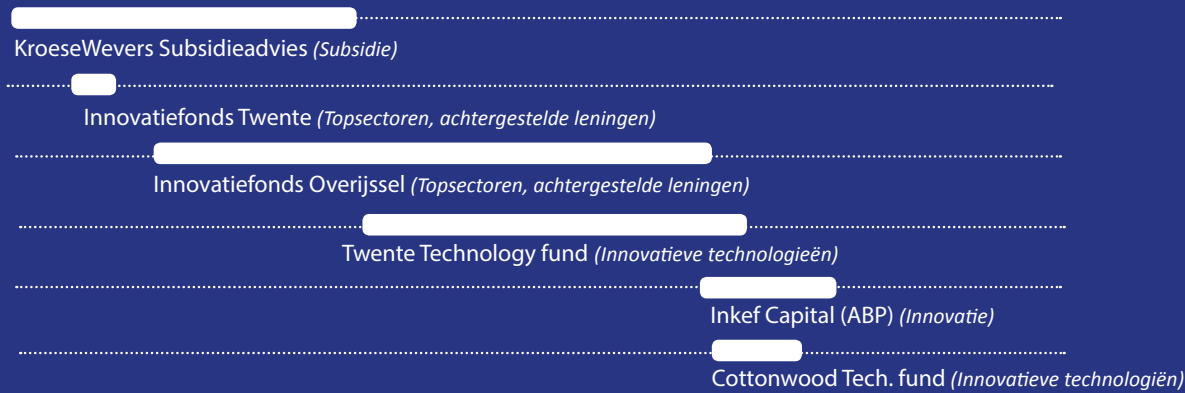 KroeseWevers Subsidieadvies (Subsidie)
Innovatiefonds Twente (Topsectoren, achtergestelde leningen)
Innovatiefonds Overijssel (Topsectoren, achtergestelde leningen)
Twente Technology fund (Innovatieve technologieën)
Inkef Capital (ABP) (Innovatie)
Cottonwood Tech. fund (Innovatieve technologiën)